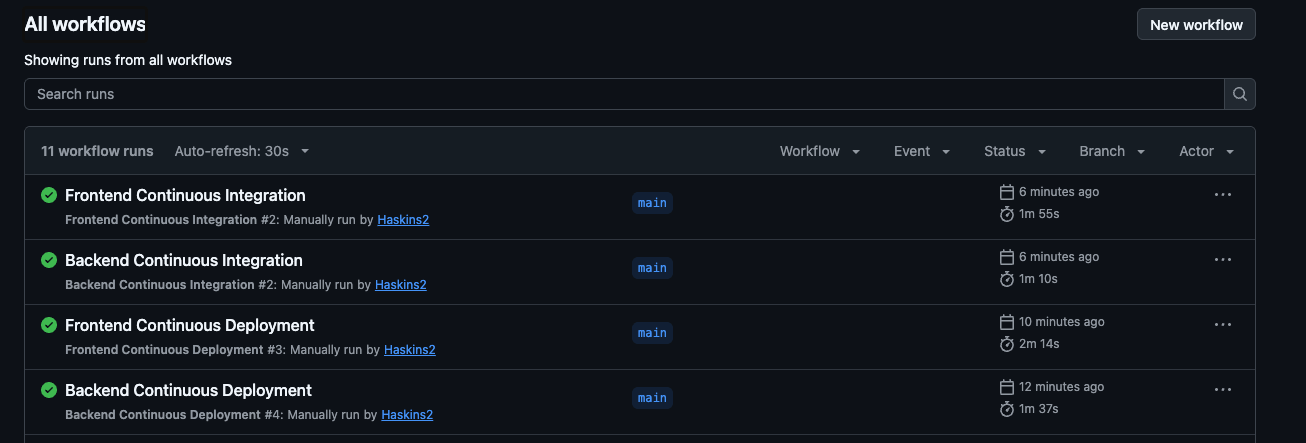 All workflows
New workflow
Showing runs from all workflows
Search runs
11 workflow runs Auto-refresh: 30s Workflow Event Status Branch Actor
Frontend Continuous Integration
main
6 minutes ago
Frontend Continuous Integration #2: Manually run by Haskins2
1m 55s
Backend Continuous Integration
main
6 minutes ago
Backend Continuous Integration #2: Manually run by Haskins2
1m 10s
Frontend Continuous Deployment
main
10 minutes ago
Frontend Continuous Deployment #3: Manually run by Haskins2
2m 14s
Backend Continuous Deployment
main
12 minutes ago
Backend Continuous Deployment #4: Manually run by Haskins2
1m 37s